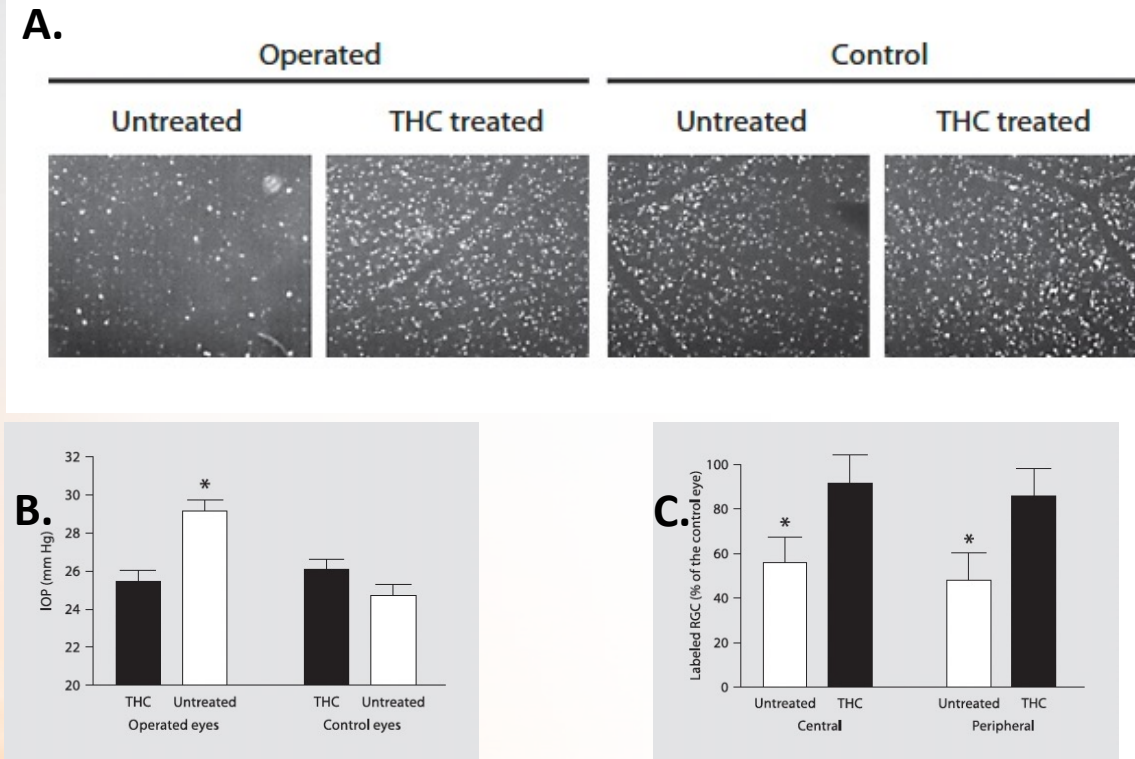 A.
Operated
Control
Untreated
THC treated
Untreated
THC treated
B.
IOP (mm Hg)
32
30
28
26
24
22
20
*
THC
Untreated
THC
Untreated
Operated eyes
Control eyes
C.
Labeled RGC (% of the control eye)
100
80
60
40
20
0
*
*
Untreated
THC
Untreated
THC
Central
Peripheral